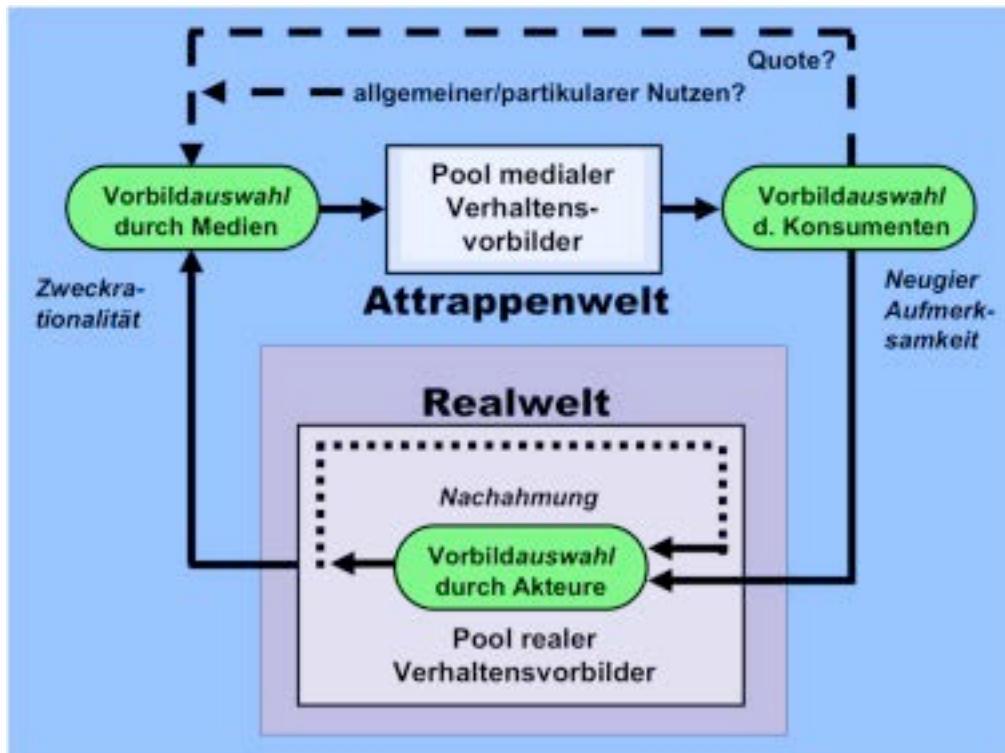 Quote?
allgemeiner/partikularer Nutzen?
Vorbildauswahl
durch Medien
Pool medialer
Verhaltens-
vorbilder
Vorbildauswahl
d. Konsumenten
Zweckra-
tionalität
Attrappenwelt
Neugier
Aufmerk-
samkeit
Realwelt
Nachahmung
Vorbildauswahl
durch Akteure
Pool realer
Verhaltensvorbilder